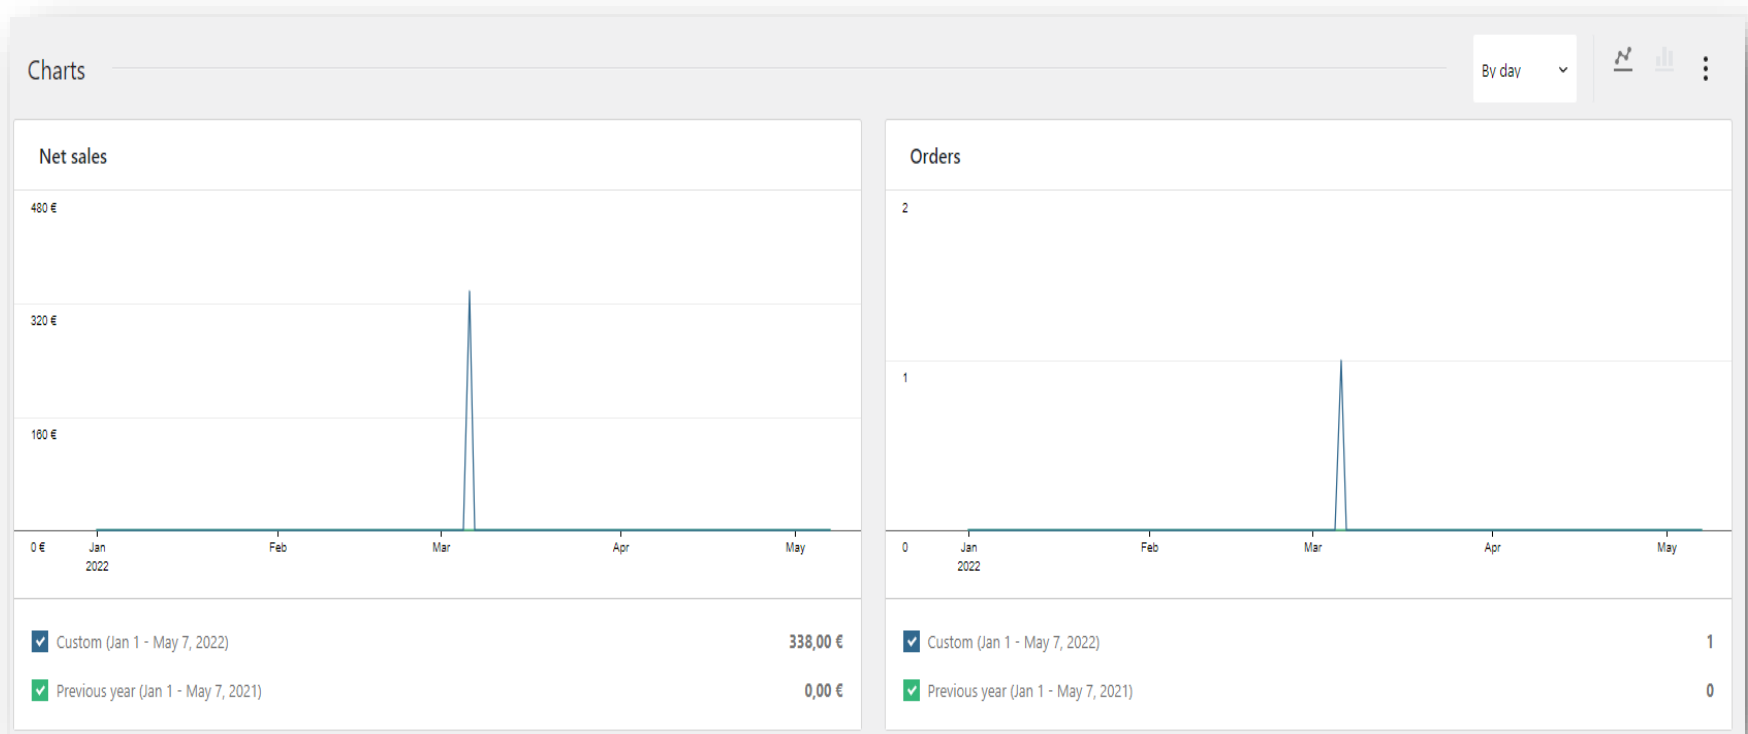 Charts
By day
Net sales
480 €
320 €
160 €
0 €
Jan Feb Mar Apr May
2022
Custom (Jan 1 - May 7, 2022) 338,00 €
Previous year (Jan 1 - May 7, 2021) 0,00 €
Orders
2
1
0
Jan Feb Mar Apr May
2022
Custom (Jan 1 - May 7, 2022) 1
Previous year (Jan 1 - May 7, 2021) 0